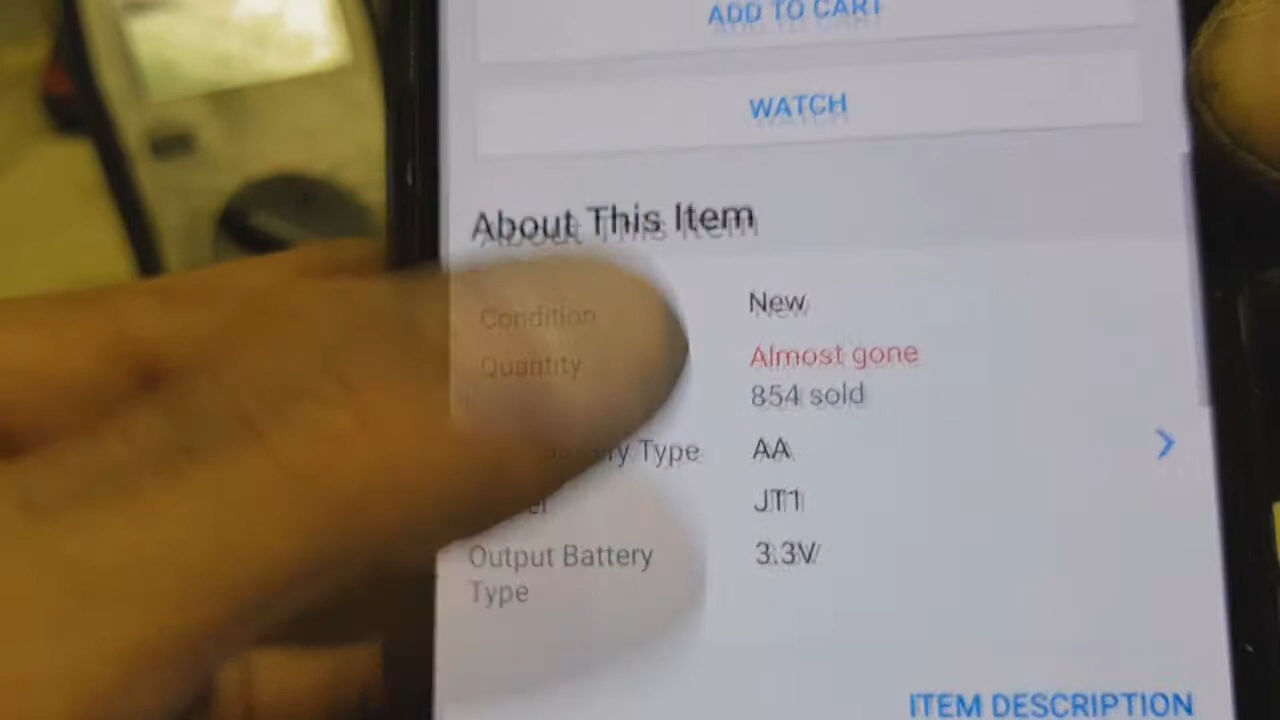 ADD TO CART
WATCH
About This Item
Condition New
Quantity Almost gone
854 sold
Type AA
JT1
Output Battery 3.3V
Type
ITEM DESCRIPTION